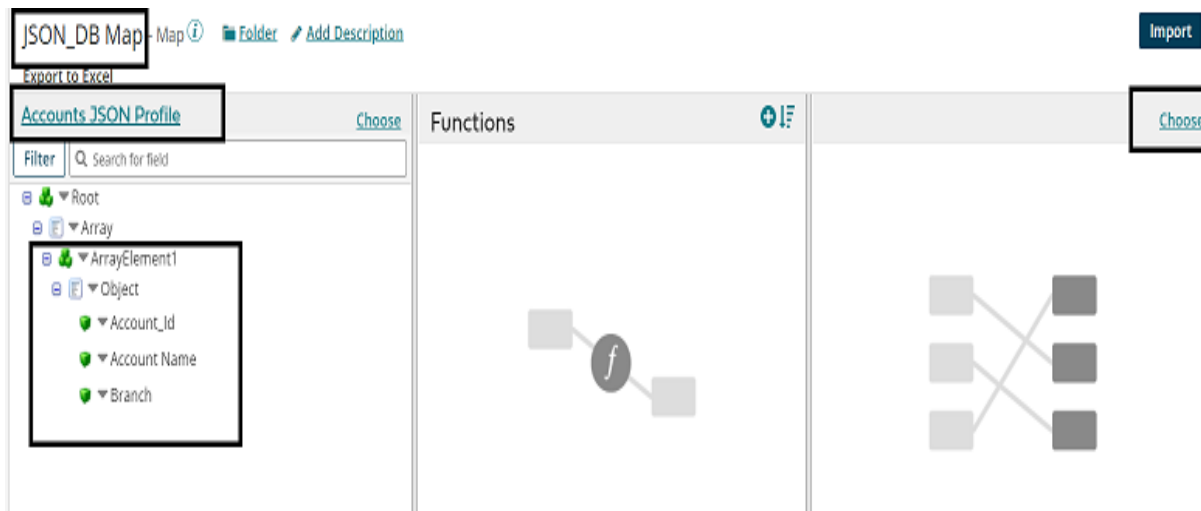 JSON_DB Map - Map i Folder Add Description Import
Export to Excel
Accounts JSON Profile Choose Functions Choose
Filter Search for field
Root
Array
ArrayElement1
Object
Account_Id
Account Name
Branch
f